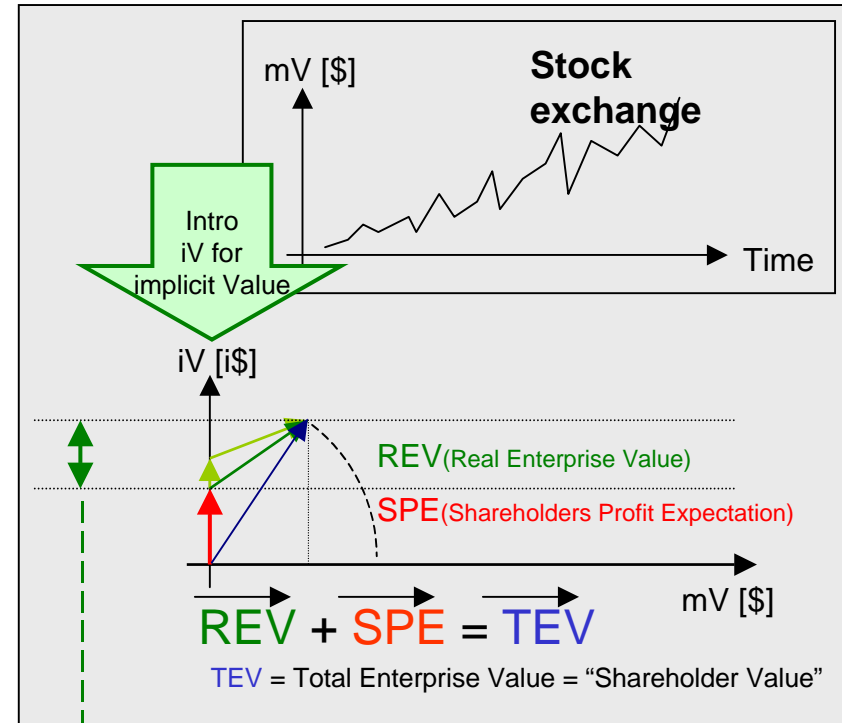 mV [$]
Stock
exchange
Time
Intro
iV for
implicit Value
iV [i$]
REV(Real Enterprise Value)
SPE(Shareholders Profit Expectation)
mV [$]
REV + SPE = TEV
TEV = Total Enterprise Value = “Shareholder Value”